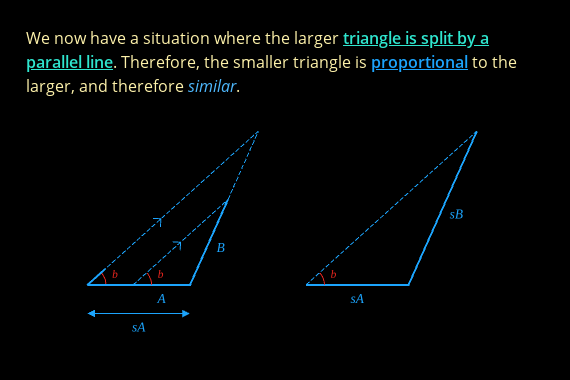 We now have a situation where the larger triangle is split by a
parallel line. Therefore, the smaller triangle is proportional to the
larger, and therefore similar.
sB
B
b b b
A sA
sA